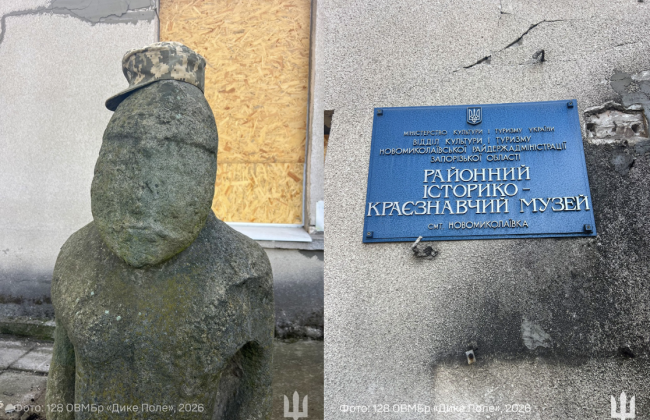 МІНІСТЕРСТВО КУЛЬТУРИ І ТУРИЗМУ УКРАЇНИ
ВІДДІЛ КУЛЬТУРИ І ТУРИЗМУ
НОВОМИКОЛАЇВСЬКОЇ РАЙДЕРЖАДМІНІСТРАЦІЇ
ЗАПОРІЗЬКОЇ ОБЛАСТІ
РАЙОННИЙ
ІСТОРИКО-
КРАЄЗНАВЧИЙ МУЗЕЙ
СМТ. НОВОМИКОЛАЇВКА
Фото: 128 ОВМБр «Дике Поле», 2026
Фото: 128 ОВМБр «Дике Поле», 2026